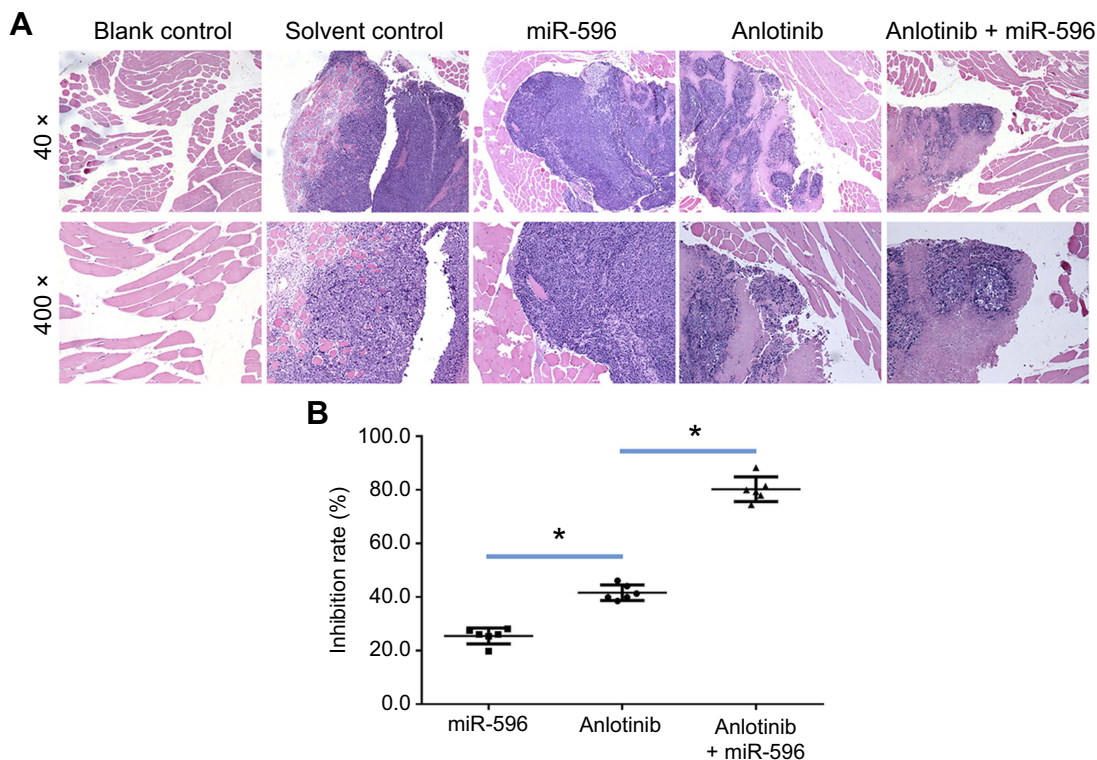 A
Blank control
Solvent control
miR-596
Anlotinib
Anlotinib + miR-596
40 ×
400 ×
B
Inhibition rate (%)
100.0
80.0
60.0
40.0
20.0
0.0
*
*
miR-596
Anlotinib
Anlotinib
+ miR-596